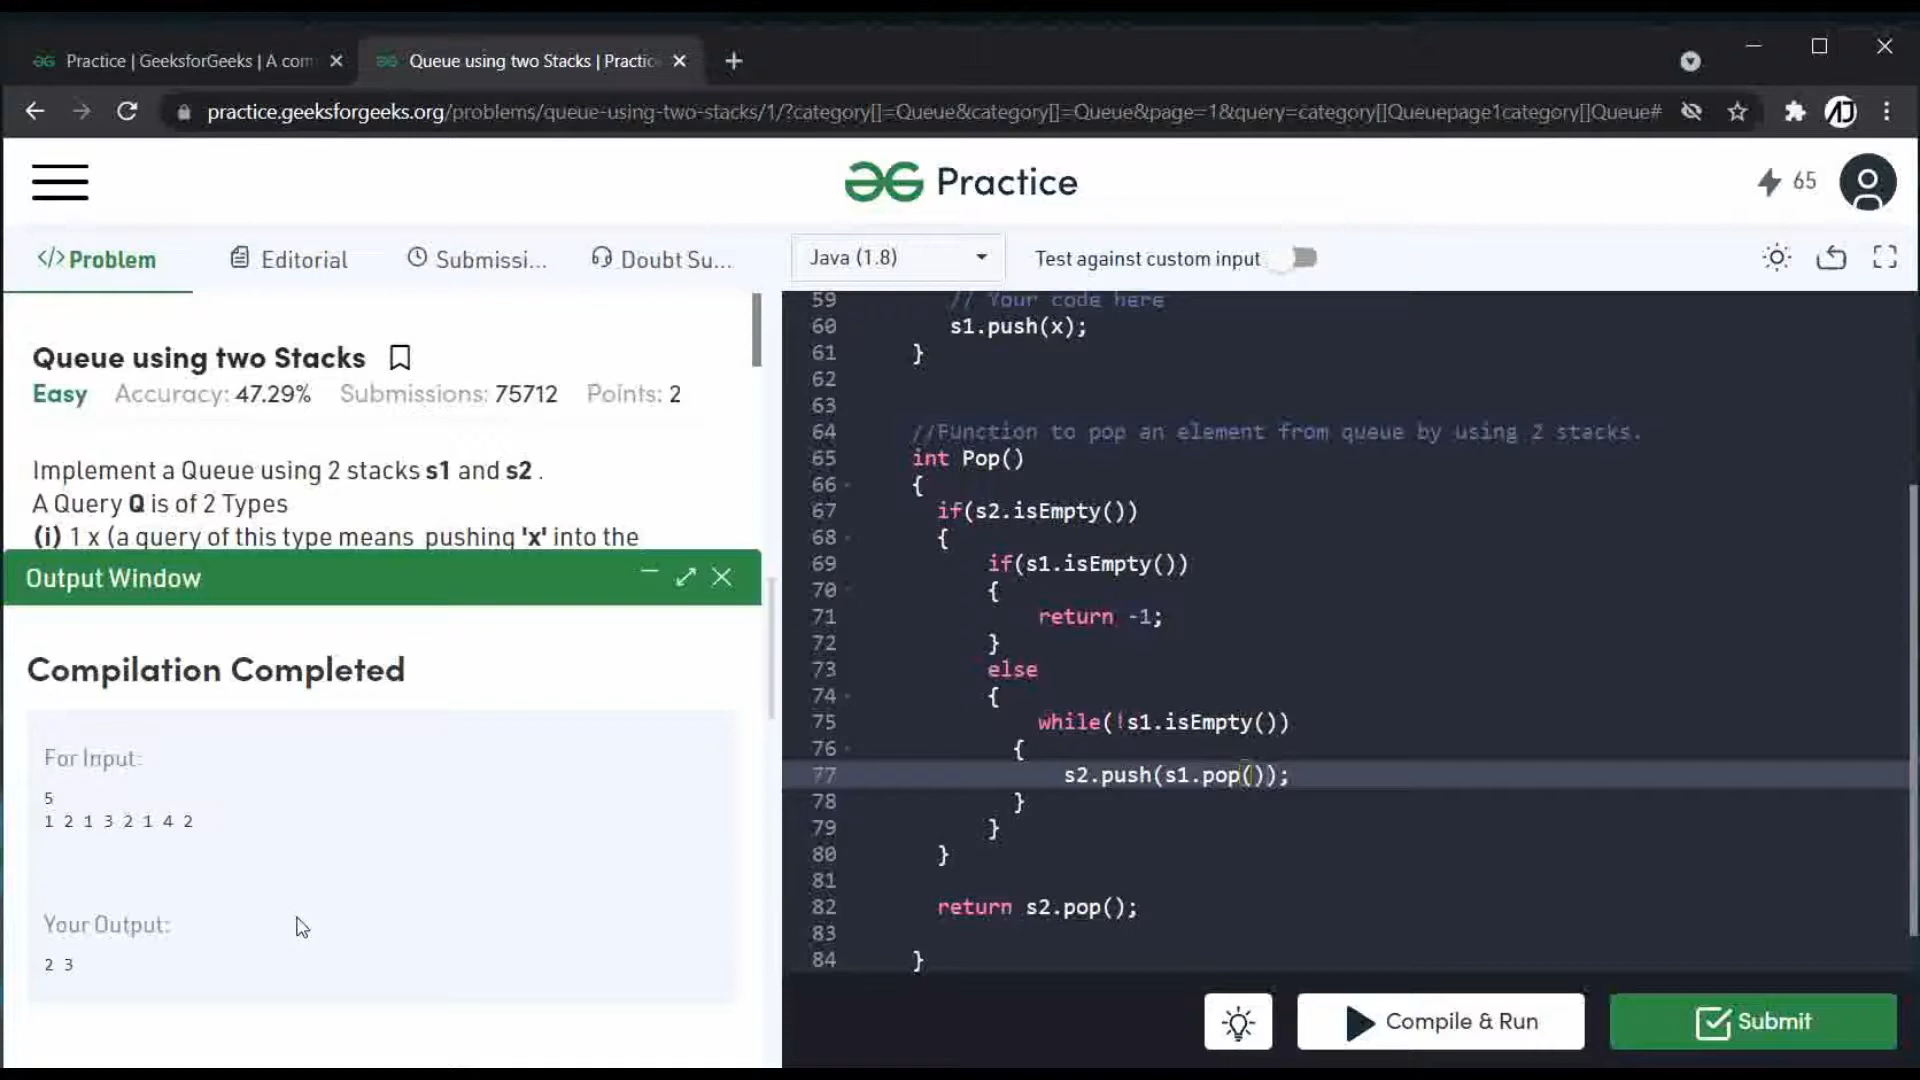 Practice | GeeksforGeeks | A com
Queue using two Stacks | Practic
practice.geeksforgeeks.org/problems/queue-using-two-stacks/1/?category[]=Queue&category[]=Queue&page=1&query=category[]Queuepage1category[]Queue#
Practice
65
</>Problem
Editorial
Submissi...
Doubt Su...
Java (1.8)
Test against custom input
Queue using two Stacks
Easy Accuracy: 47.29% Submissions: 75712 Points: 2
Implement a Queue using 2 stacks s1 and s2 .
A Query Q is of 2 Types
(i) 1 x (a query of this type means pushing 'x' into the
Output Window
Compilation Completed
For Input:
5
1 2 1 3 2 1 4 2
Your Output:
2 3
59 // Your code here
60 s1.push(x);
61 }
62
63
64 //Function to pop an element from queue by using 2 stacks.
65 int Pop()
66 {
67 if(s2.isEmpty())
68 {
69 if(s1.isEmpty())
70 {
71 return -1;
72 }
73 else
74 {
75 while(!s1.isEmpty())
76 {
77 s2.push(s1.pop());
78 }
79 }
80 }
81
82 return s2.pop();
83
84 }
Compile & Run
Submit